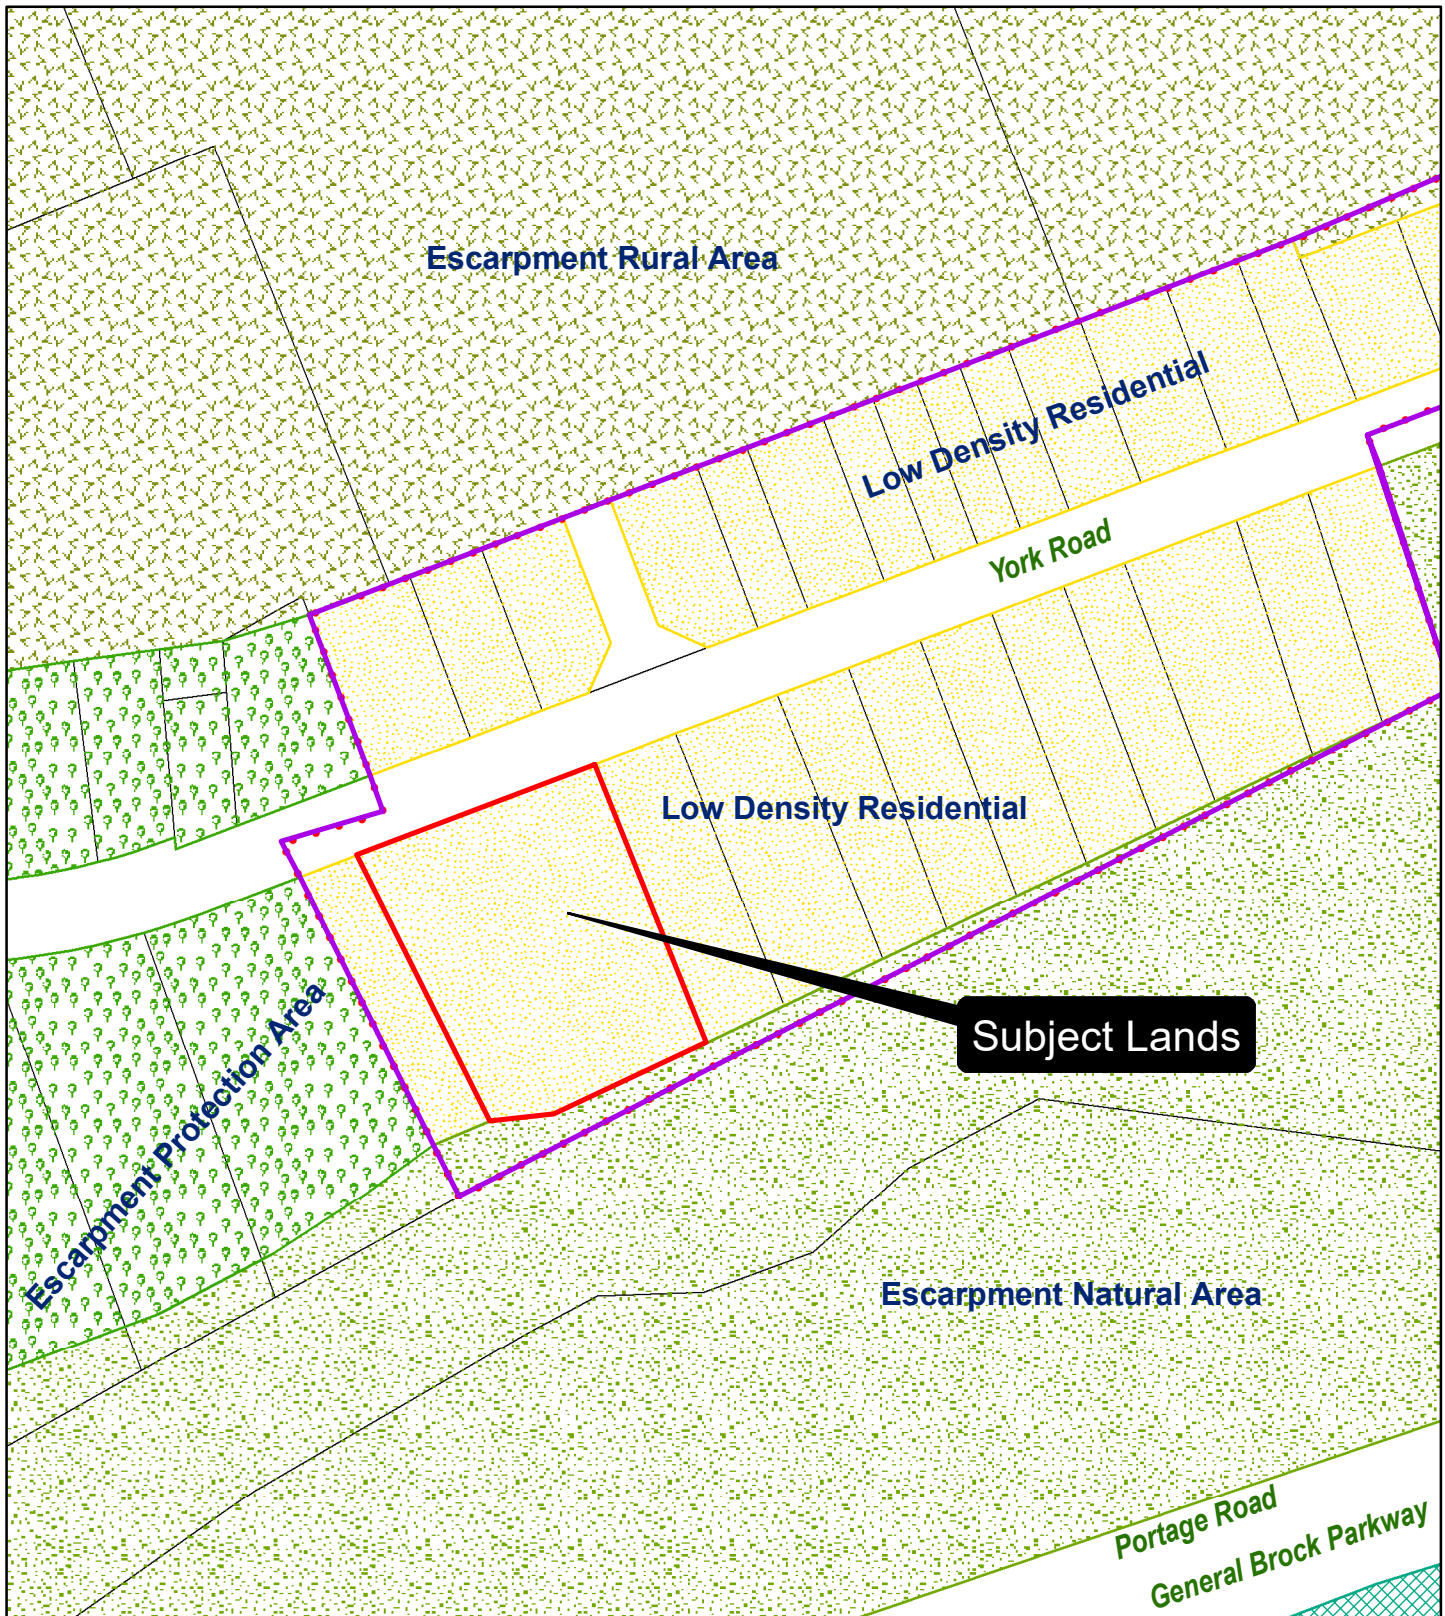 Escarpment Rural Area
Low Density Residential
York Road
Low Density Residential
Subject Lands
Escarpment Protection Area
Escarpment Natural Area
Portage Road
General Brock Parkway